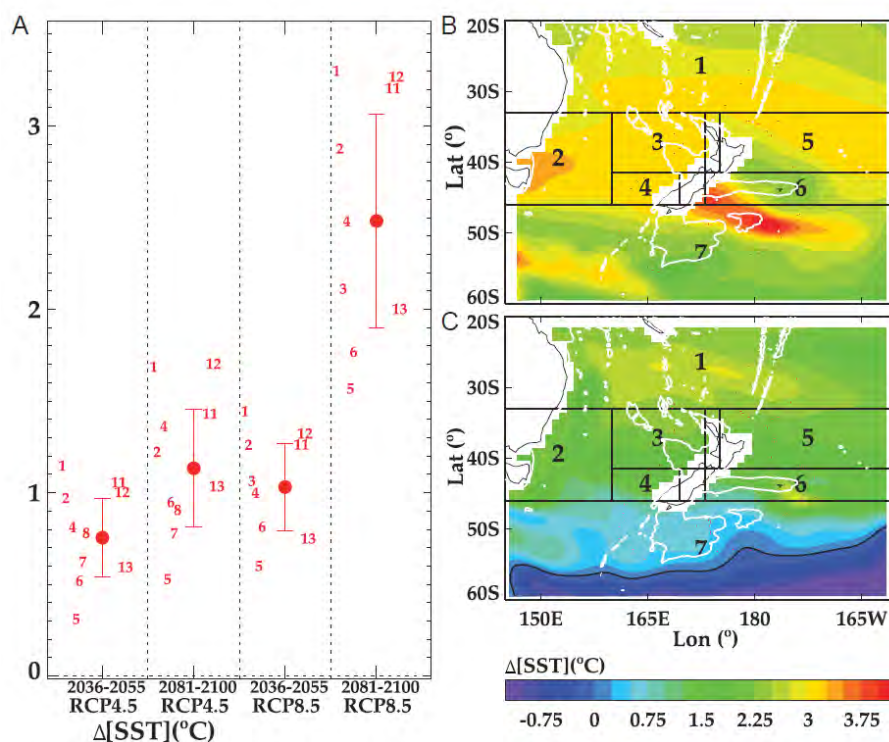 A
3
2
1
0
1
11
2
12
4
8
7
13
6
5
1
12
11
4
2
13
6
8
7
5
1
12
2
11
3
4
6
13
5
1
12
11
2
4
3
13
6
5
2036-2055
RCP4.5
2081-2100
RCP4.5
2036-2055
RCP8.5
2081-2100
RCP8.5
Δ[SST](°C)
B
20S
30S
40S
50S
60S
Lat (°)
1
2
3
5
4
6
7
C
20S
30S
40S
50S
60S
Lat (°)
1
2
3
5
4
6
7
150E 165E 180 165W
Lon (°)
Δ[SST](°C)
-0.75 0 0.75 1.5 2.25 3 3.75